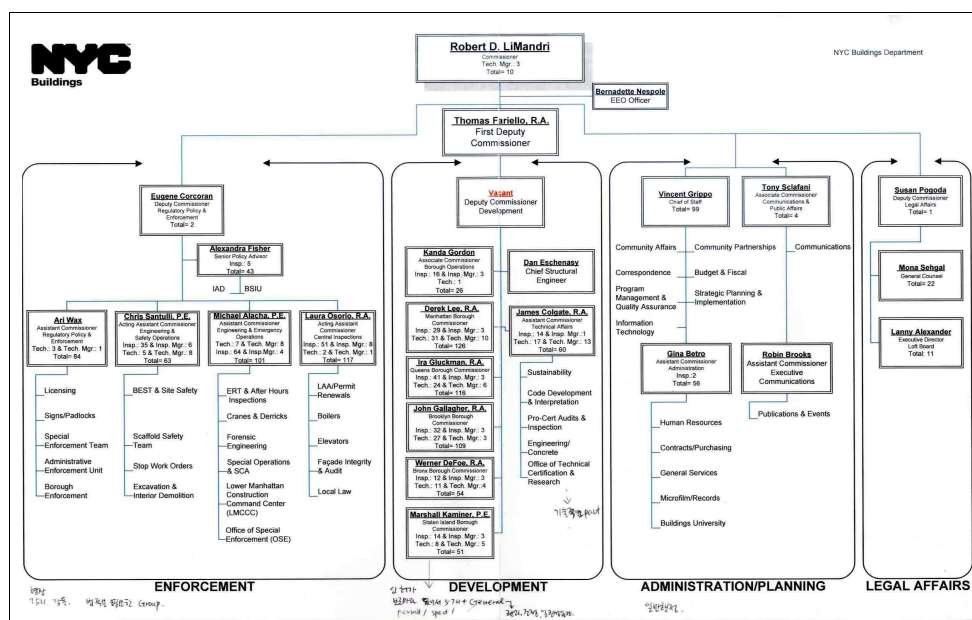 NYC
Buildings
NYC Buildings Department
Robert D. LiMandri
Commissioner
Tech. Mgr.: 3
Total= 10
Bernadette Nespole
EEO Officer
Thomas Fariello, R.A.
First Deputy
Commissioner
Eugene Corcoran
Deputy Commissioner
Regulatory Policy &
Enforcement
Total= 2
Alexandra Fisher
Senior Policy Advisor
Insp.: 5
Total= 43
IAD
BSIU
Ari Wax
Assistant Commissioner
Regulatory Policy &
Enforcement
Tech.: 3 & Tech. Mgr.: 1
Total= 84
Licensing
Signs/Padlocks
Special
Enforcement Team
Administrative
Enforcement Unit
Borough
Enforcement
Chris Santulli, P.E.
Acting Assistant Commissioner
Engineering &
Safety Operations
Insp.: 35 & Insp. Mgr.: 6
Tech.: 5 & Tech. Mgr.: 8
Total= 63
BEST & Site Safety
Scaffold Safety
Team
Stop Work Orders
Excavation &
Interior Demolition
Michael Alacha, P.E.
Assistant Commissioner
Engineering & Emergency
Operations
Tech.: 7 & Tech. Mgr.: 8
Insp.: 64 & Insp Mgr.: 4
Total= 101
ERT & After Hours
Inspections
Cranes & Derricks
Forensic
Engineering
Special Operations
& SCA
Lower Manhattan
Construction
Command Center
(LMCCC)
Office of Special
Enforcement (OSE)
Laura Osorio, R.A.
Acting Assistant
Commissioner
Central Inspections
Insp.: 51 & Insp. Mgr.: 8
Tech.: 2 & Tech. Mgr.: 1
Total= 117
LAA/Permit
Renewals
Boilers
Elevators
Façade Integrity
& Audit
Local Law
ENFORCEMENT
Vacant
Deputy Commissioner
Development
Kanda Gordon
Associate Commissioner
Borough Operations
Insp.: 16 & Insp. Mgr.: 3
Tech.: 1
Total= 26
Dan Eschenasy
Chief Structural
Engineer
Derek Lee, R.A.
Manhattan Borough
Commissioner
Insp.: 29 & Insp. Mgr.: 3
Tech.: 31 & Tech. Mgr.: 10
Total= 126
Ira Gluckman, R.A.
Queens Borough Commissioner
Insp.: 41 & Insp. Mgr.: 3
Tech.: 24 & Tech. Mgr.: 6
Total= 116
John Gallagher, R.A.
Brooklyn Borough
Commissioner
Insp.: 32 & Insp. Mgr.: 3
Tech.: 27 & Tech. Mgr.: 3
Total= 109
Werner DeFoe, R.A.
Bronx Borough Commissioner
Insp.: 12 & Insp. Mgr.: 3
Tech.: 11 & Tech. Mgr.:4
Total= 54
Marshall Kaminer, P.E.
Staten Island Borough
Commissioner
Insp.: 14 & Insp. Mgr.: 3
Tech.: 8 & Tech. Mgr.: 5
Total= 51
James Colgate, R.A.
Assistant Commissioner
Technical Affairs
Insp.: 14 & Insp. Mgr.:1
Tech.: 17 & Tech. Mgr.: 13
Total= 60
Sustainability
Code Development
& Interpretation
Pro-Cert Audits &
Inspection
Engineering/
Concrete
Office of Technical
Certification &
Research
DEVELOPMENT
Vincent Grippo
Chief of Staff
Total= 99
Community Affairs
Correspondence
Program
Management &
Quality Assurance
Information
Technology
Community Partnerships
Budget & Fiscal
Strategic Planning &
Implementation
Tony Sclafani
Associate Commissioner
Communications &
Public Affairs
Total= 4
Communications
Gina Betro
Assistant Commissioner
Administration
Insp.:2
Total= 56
Human Resources
Contracts/Purchasing
General Services
Microfilm/Records
Buildings University
Robin Brooks
Assistant Commissioner
Executive
Communications
Publications & Events
ADMINISTRATION/PLANNING
Susan Pogoda
Deputy Commissioner
Legal Affairs
Total= 1
Mona Sehgal
General Counsel
Total= 22
Lanny Alexander
Executive Director
Loft Board
Total: 11
LEGAL AFFAIRS
Group.
General
permit/
일반행정